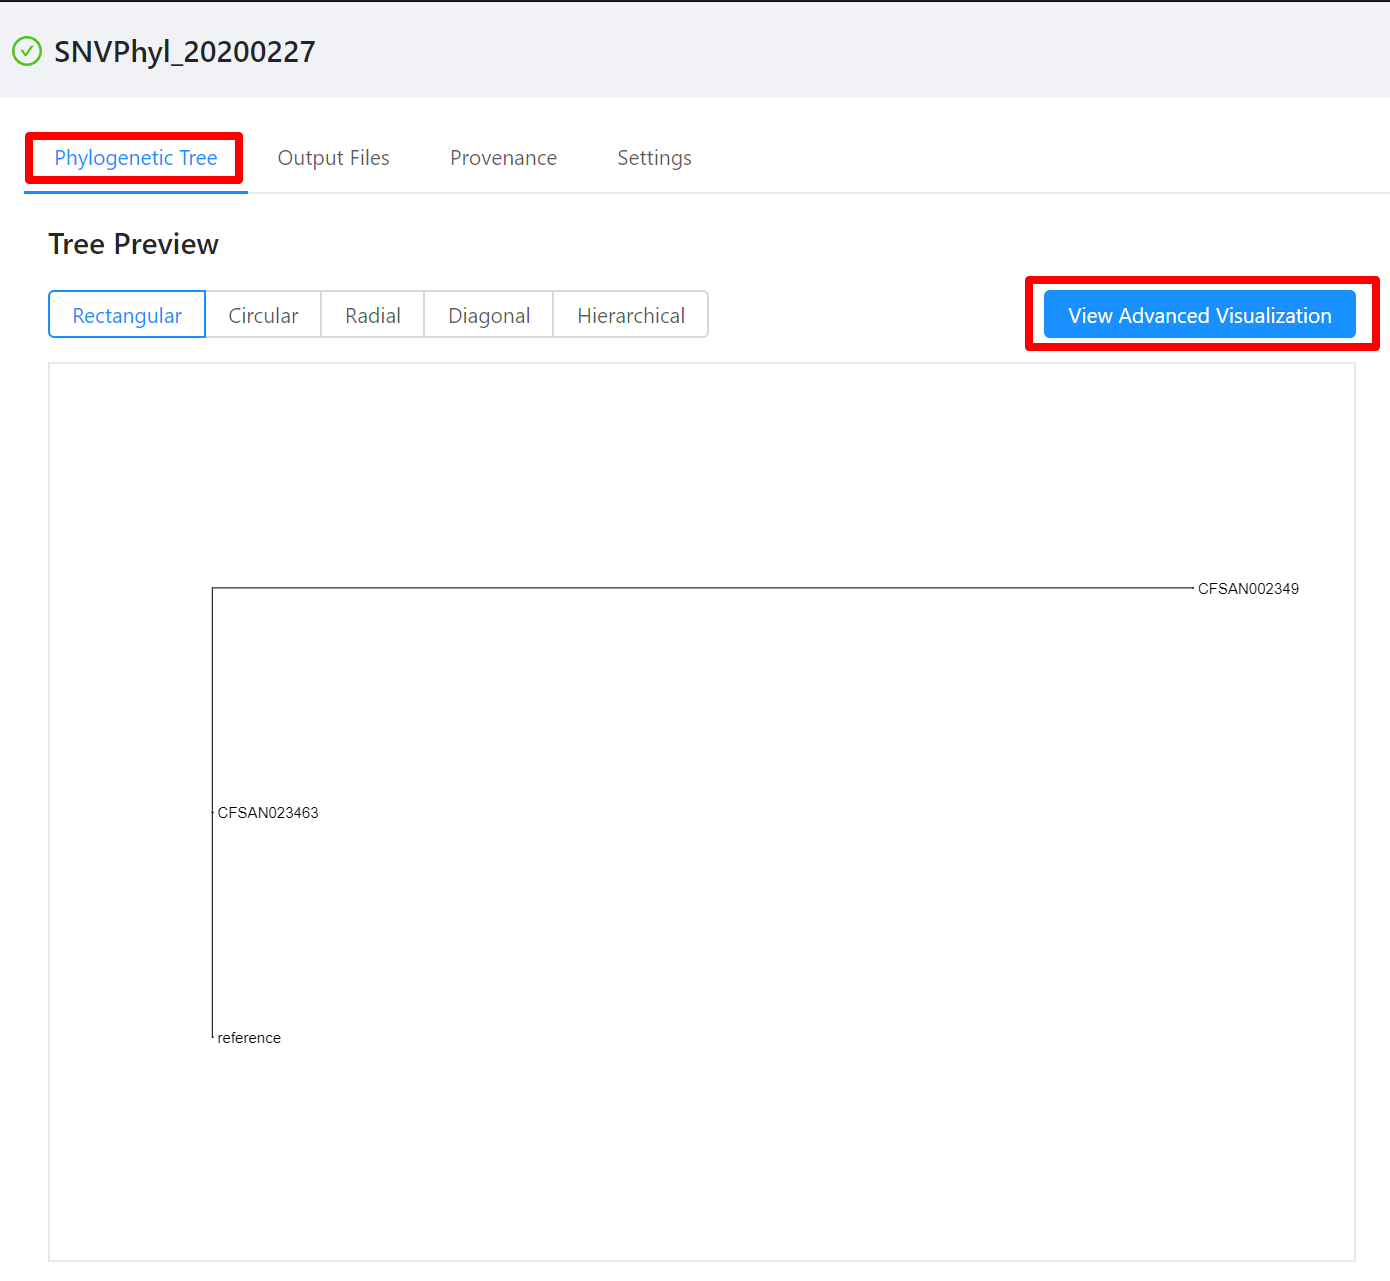 SNVPhyl_20200227
Phylogenetic Tree Output Files Provenance Settings
Tree Preview
Rectangular Circular Radial Diagonal Hierarchical View Advanced Visualization
CFSAN002349
CFSAN023463
reference